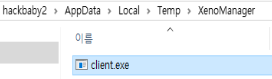 hackbaby2 > AppData > Local > Temp > XenoManager
이름
client.exe